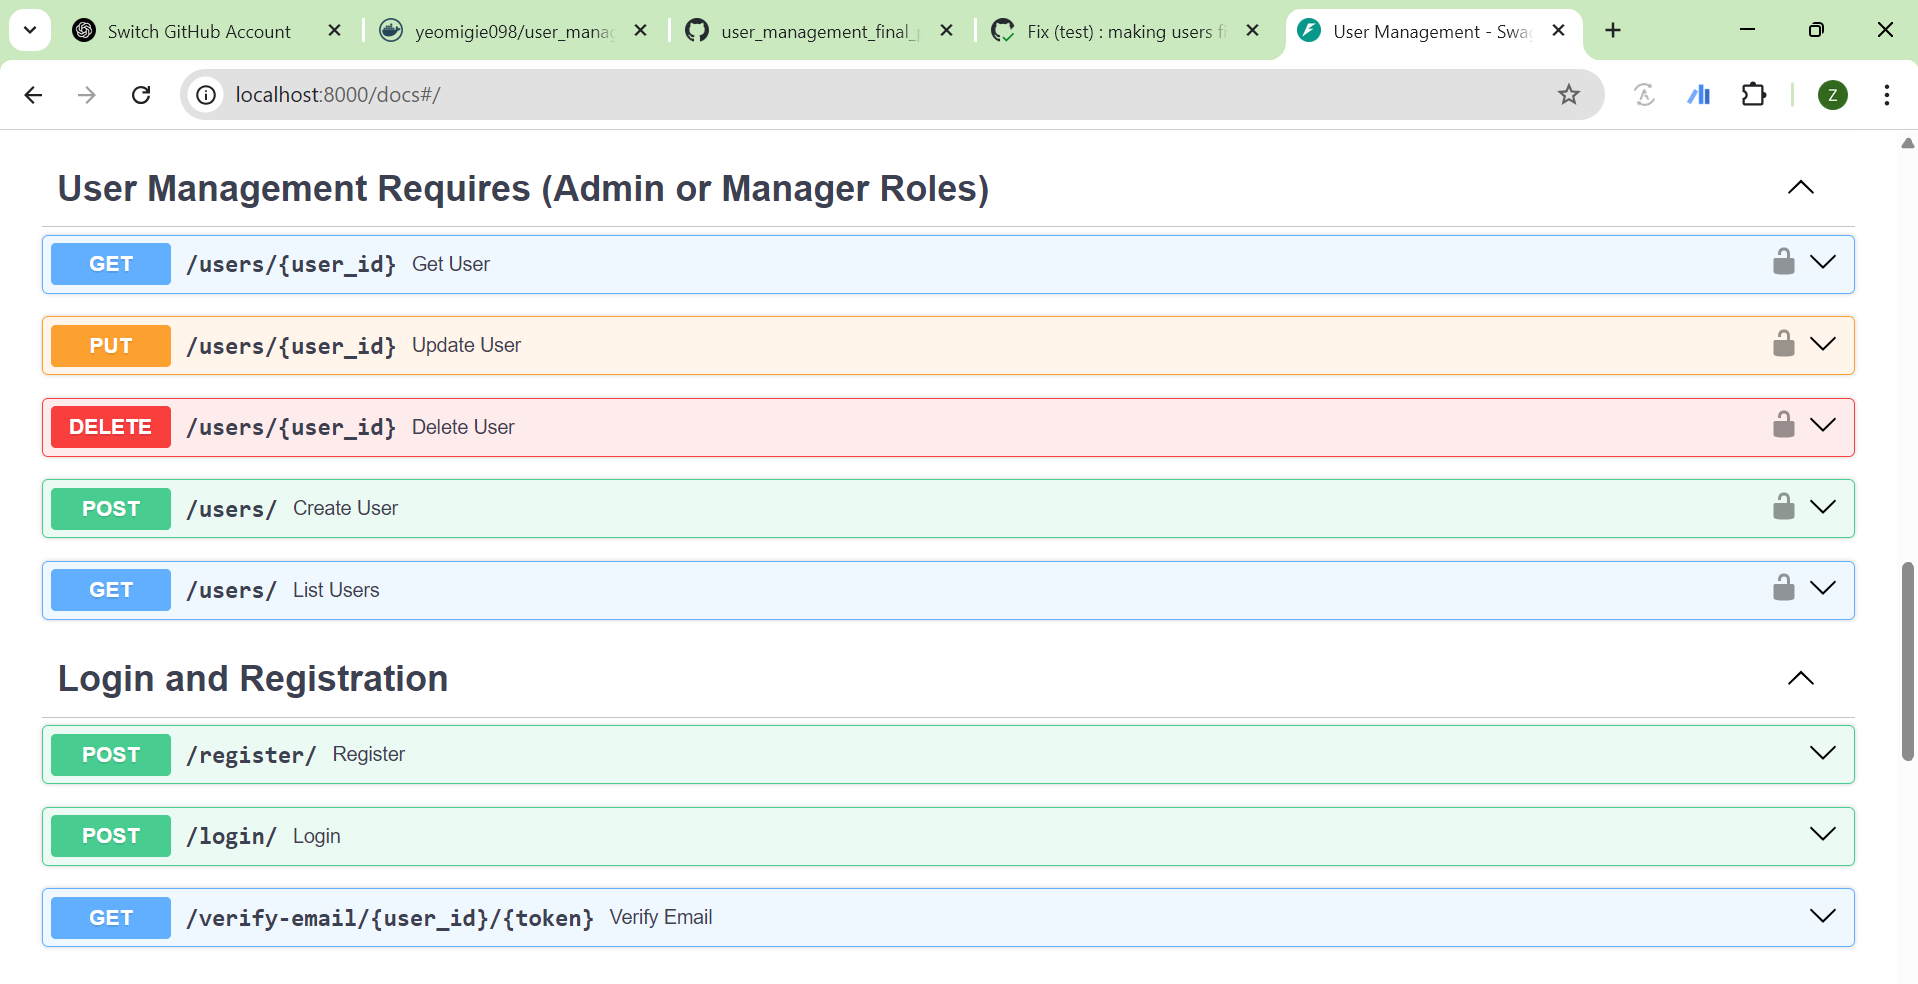 Switch GitHub Account
yeomigie098/user_manag
user_management_final_p
Fix (test) : making users fi
User Management - Swag
localhost:8000/docs#/
Z
User Management Requires (Admin or Manager Roles)
GET /users/{user_id} Get User
PUT /users/{user_id} Update User
DELETE /users/{user_id} Delete User
POST /users/ Create User
GET /users/ List Users
Login and Registration
POST /register/ Register
POST /login/ Login
GET /verify-email/{user_id}/{token} Verify Email